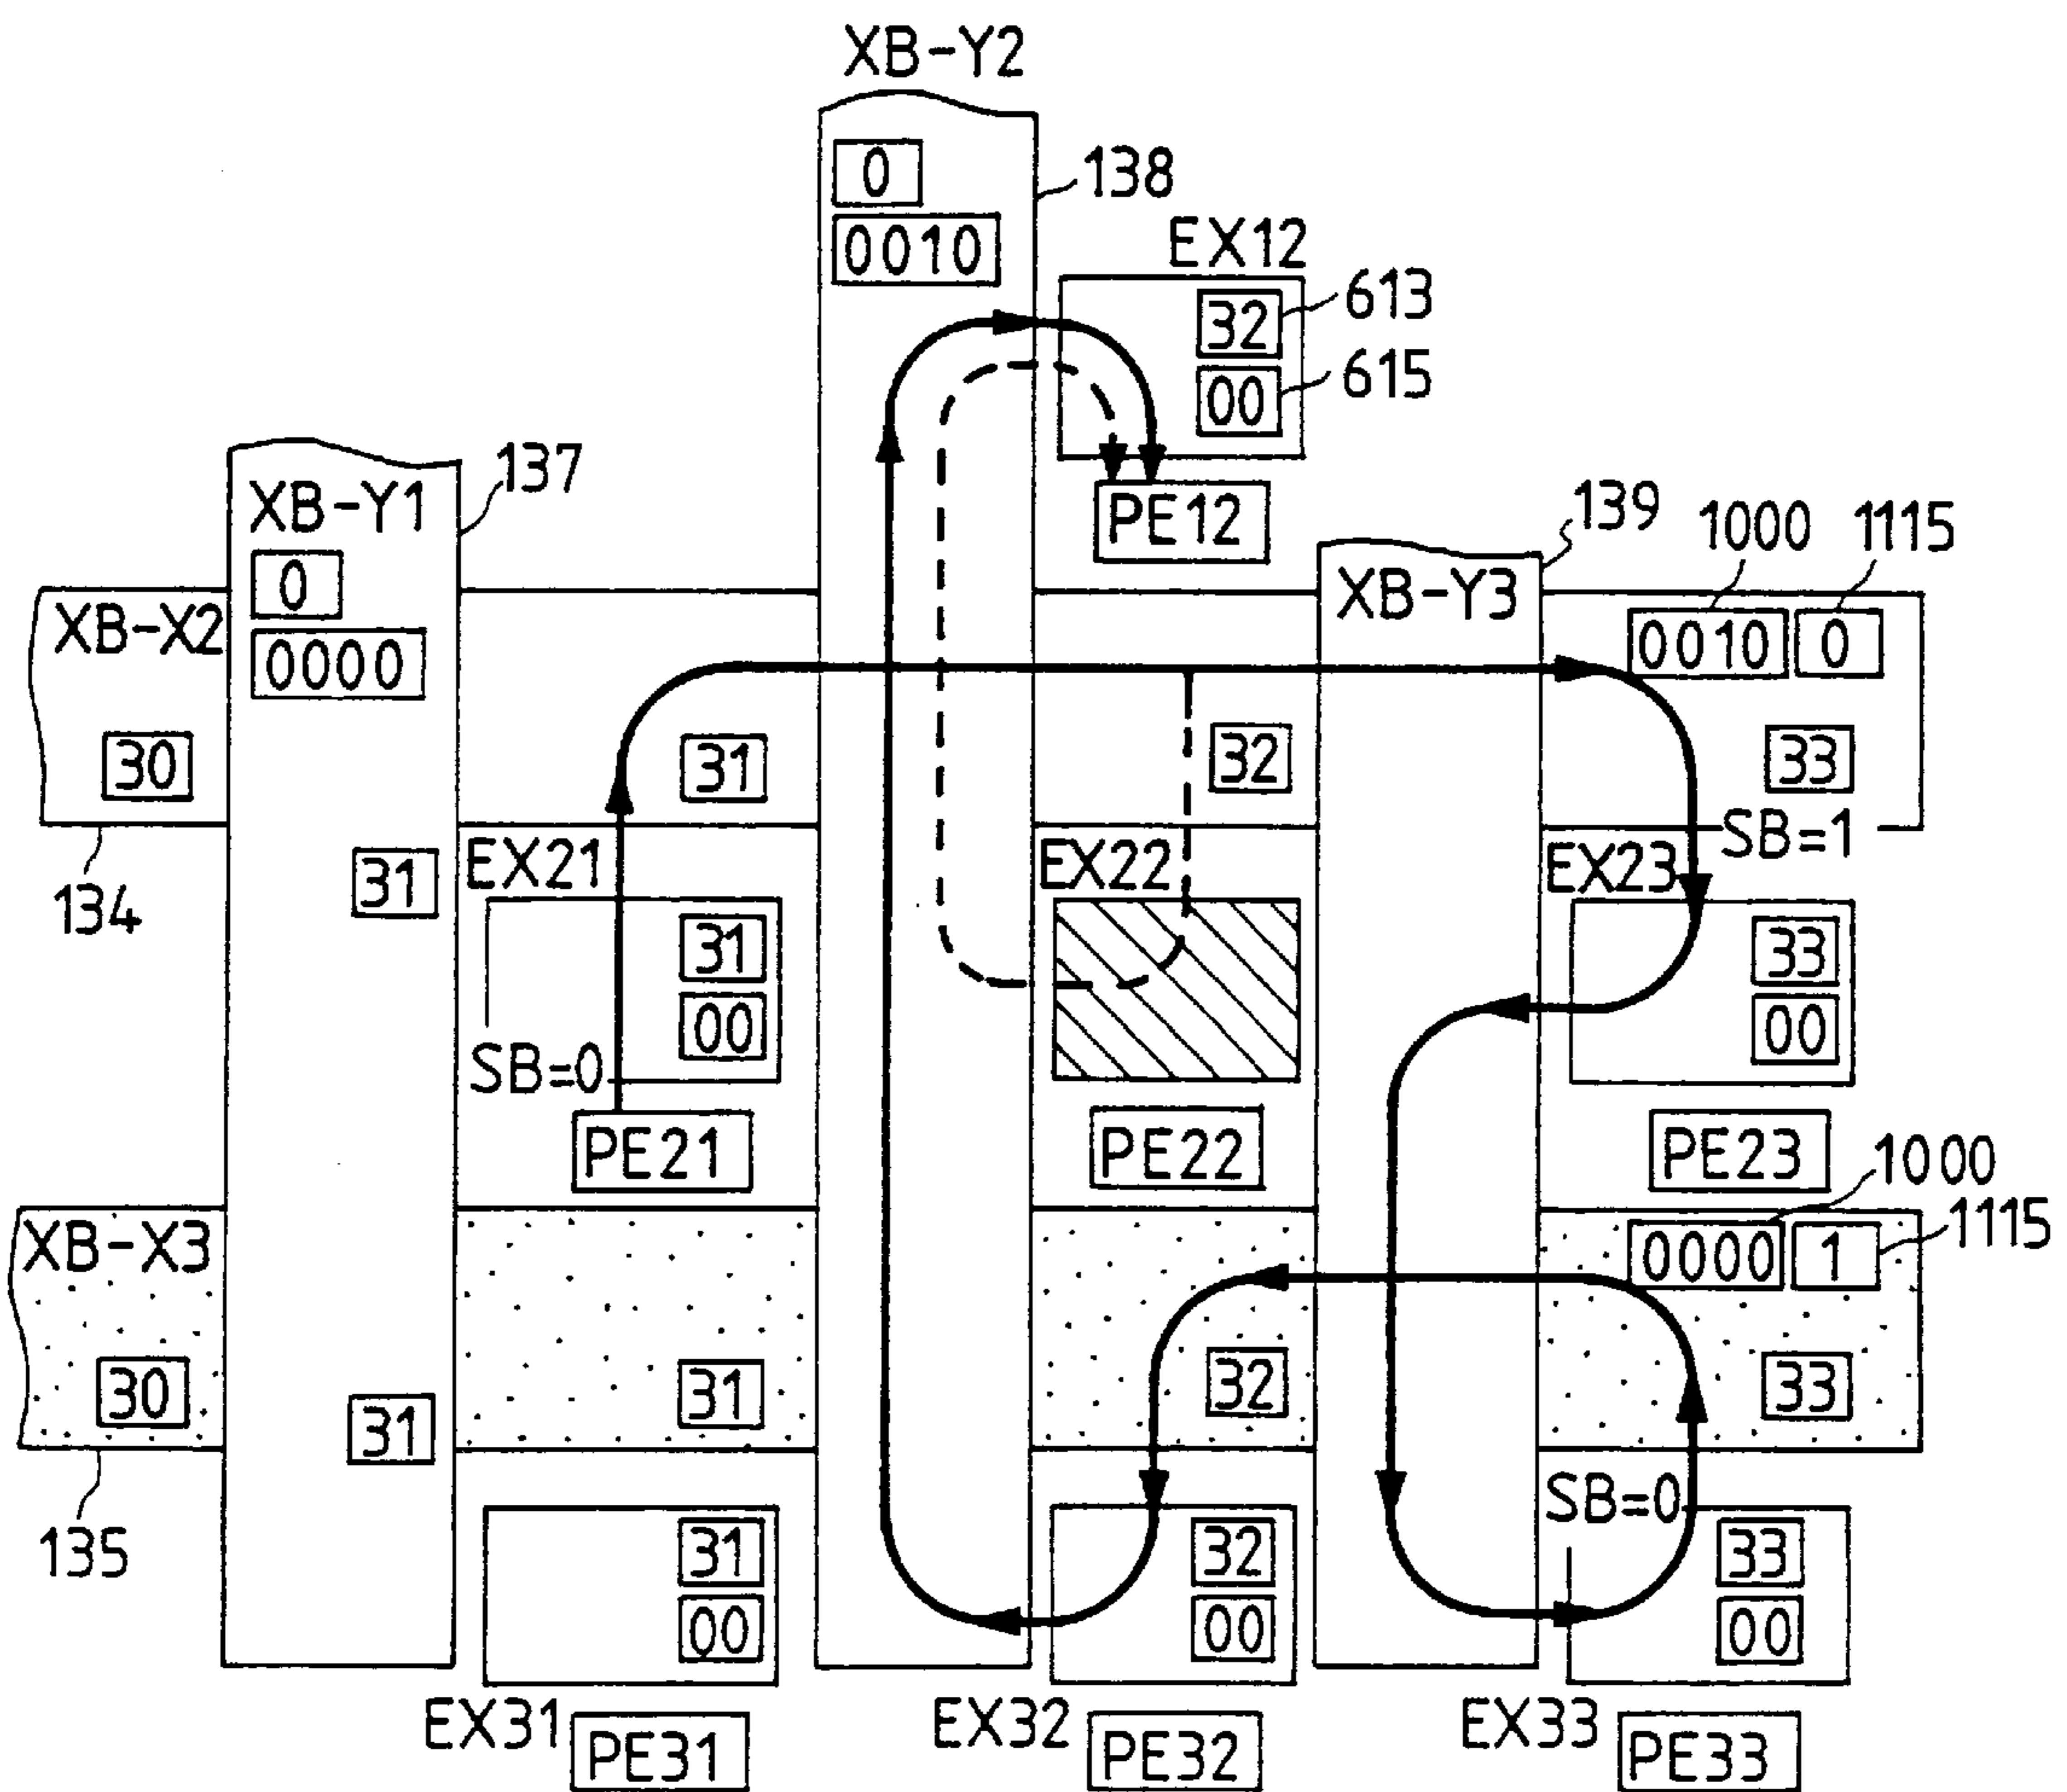 XB-Y2
0
138
0010
EX12
32
613
00
615
137
XB-Y1
PE12
139
1000
1115
0
XB-Y3
XB-X2
0010
0
0000
30
31
32
33
SB=1
31
EX21
EX22
EX23
134
31
33
00
00
SB=0
PE21
PE22
PE23
1000
XB-X3
0000
1
1115
30
31
32
33
31
SB=0
135
31
32
33
00
00
00
EX31
EX32
EX33
PE31
PE32
PE33